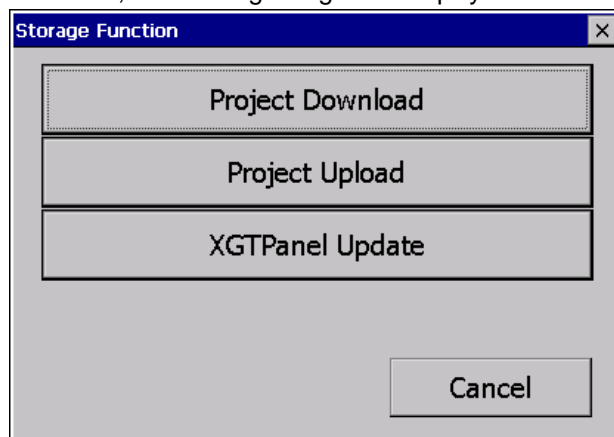 Storage Function
Project Download
Project Upload
XGTPanel Update
Cancel